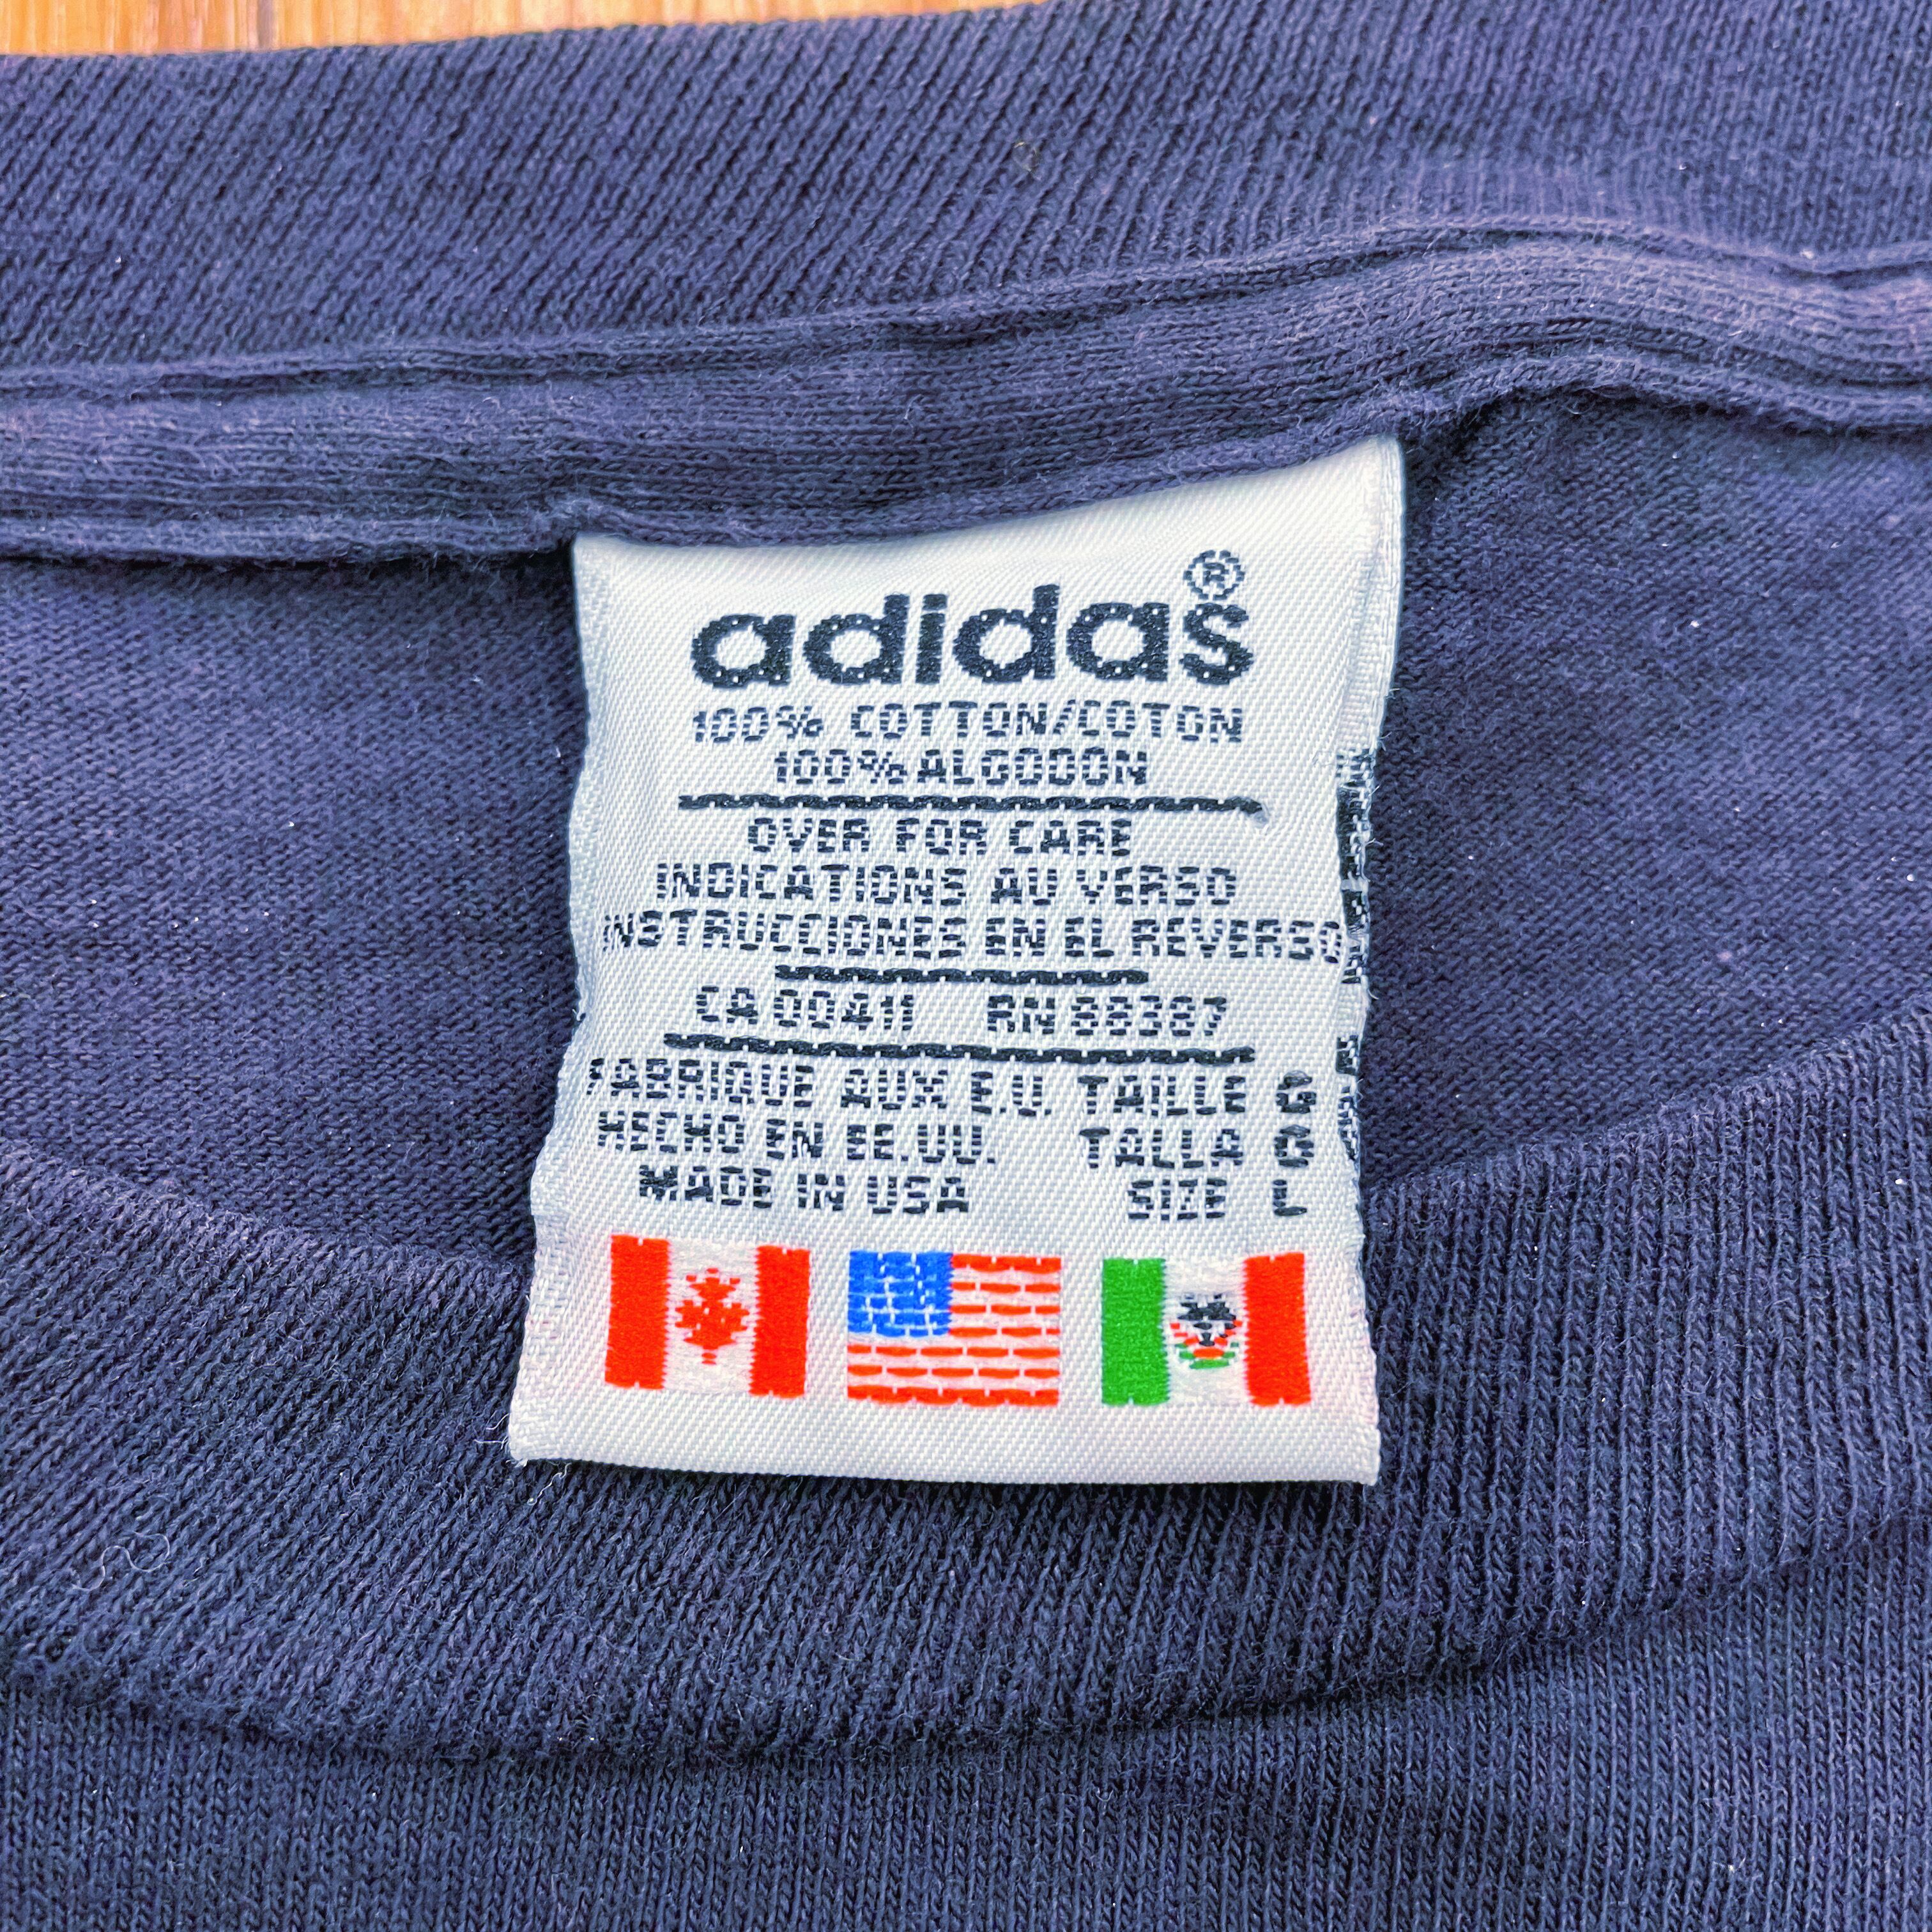 adidas®
100% COTTON/COTON
100% ALGODON
OVER FOR CARE
INDICATIONS AU VERSO
INSTRUCCIONES EN EL REVERSO
CA 00411 RN 88387
FABRIQUE AUX E.U. TAILLE G
HECHO EN EE.UU. TALLA G
MADE IN USA SIZE L